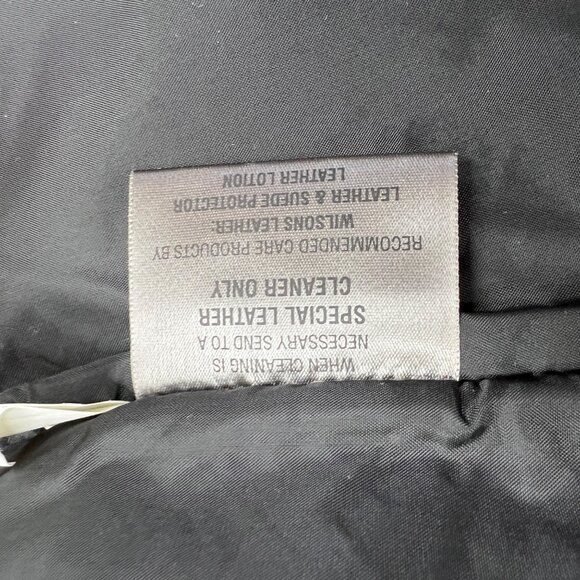 WHEN CLEANING IS
NECESSARY SEND TO A
SPECIAL LEATHER
CLEANER ONLY
RECOMMENDED CARE PRODUCTS BY
WILSONS LEATHER:
LEATHER & SUEDE PROTECTOR
LEATHER LOTION